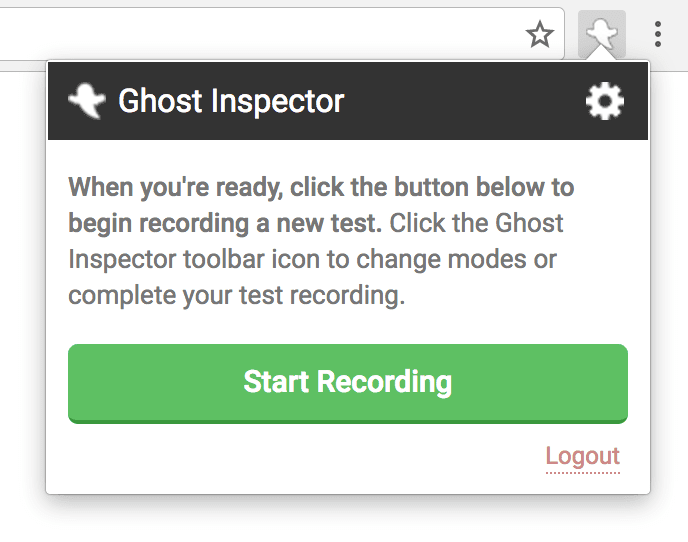 Ghost Inspector
When you're ready, click the button below to
begin recording a new test. Click the Ghost
Inspector toolbar icon to change modes or
complete your test recording.
Start Recording
Logout